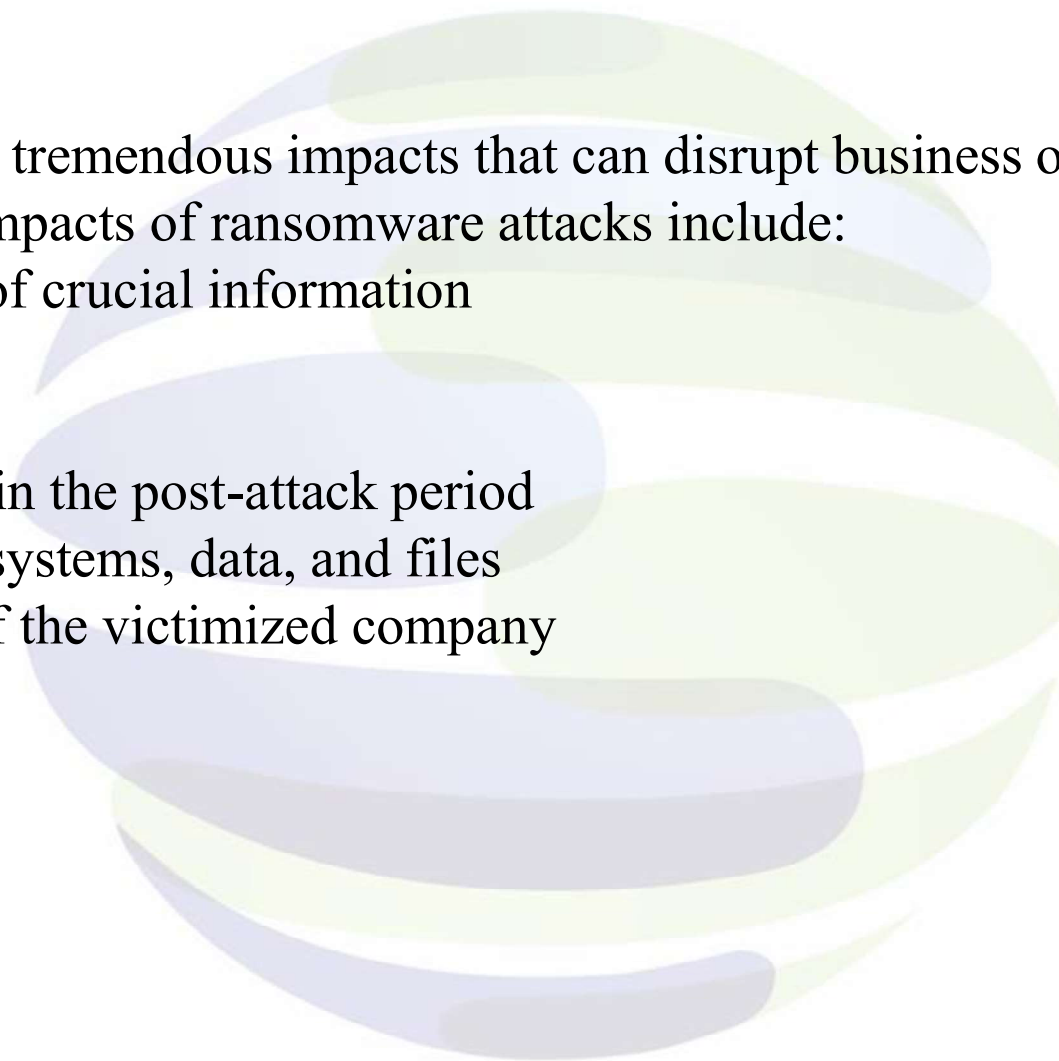 tremendous impacts that can disrupt business
impacts of ransomware attacks include:
of crucial information
in the post-attack period
systems, data, and files
the victimized company